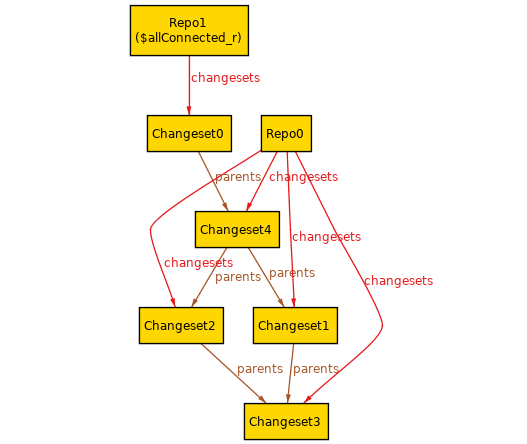 Repo1
($allConnected_r)
changesets
Changeset0
Repo0
parents
changesets
Changeset4
changesets
changesets
parents
parents
changesets
Changeset2
Changeset1
parents
parents
Changeset3